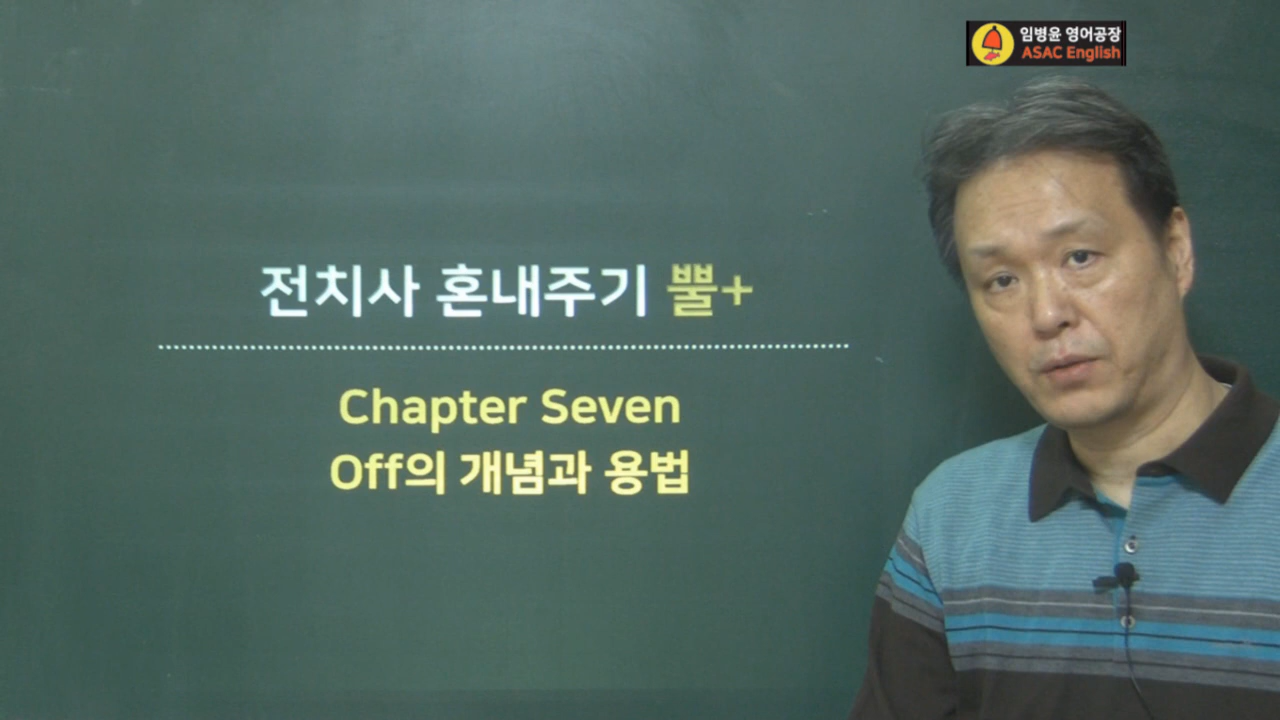 임병윤 영어공장
ASAC English
전치사 혼내주기 뿔+
Chapter Seven
Off의 개념과 용법